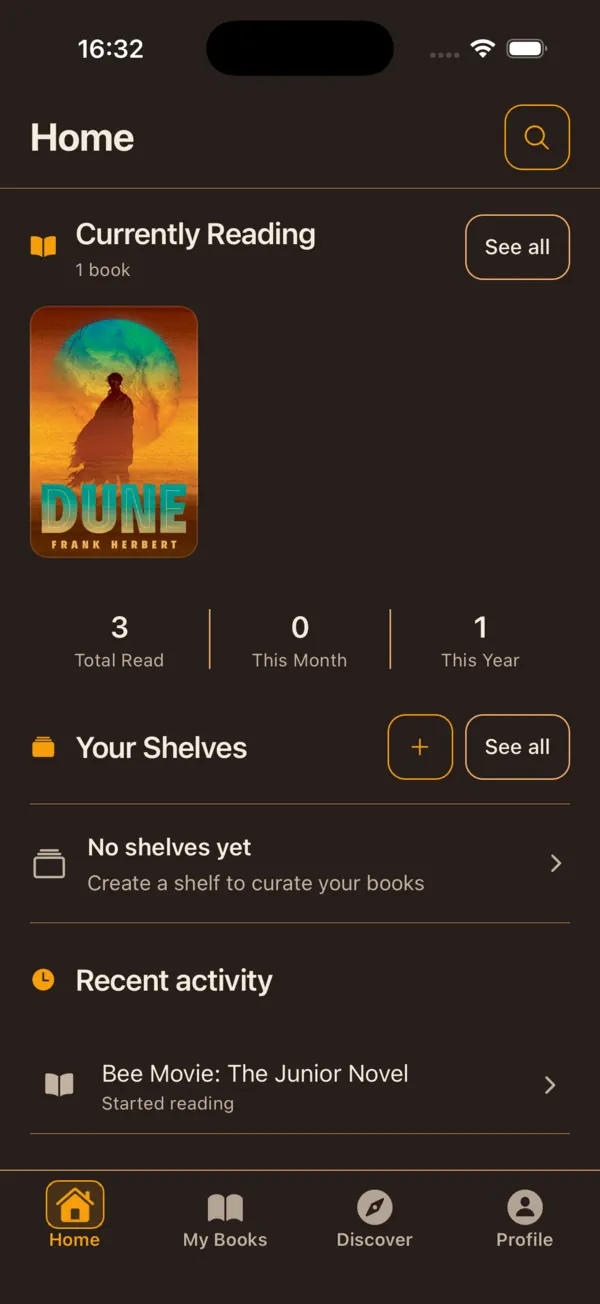 16:32
Home
Currently Reading
1 book
See all
DUNE
FRANK HERBERT
3
Total Read
0
This Month
1
This Year
Your Shelves
+
See all
No shelves yet
Create a shelf to curate your books
Recent activity
Bee Movie: The Junior Novel
Started reading
Home
My Books
Discover
Profile